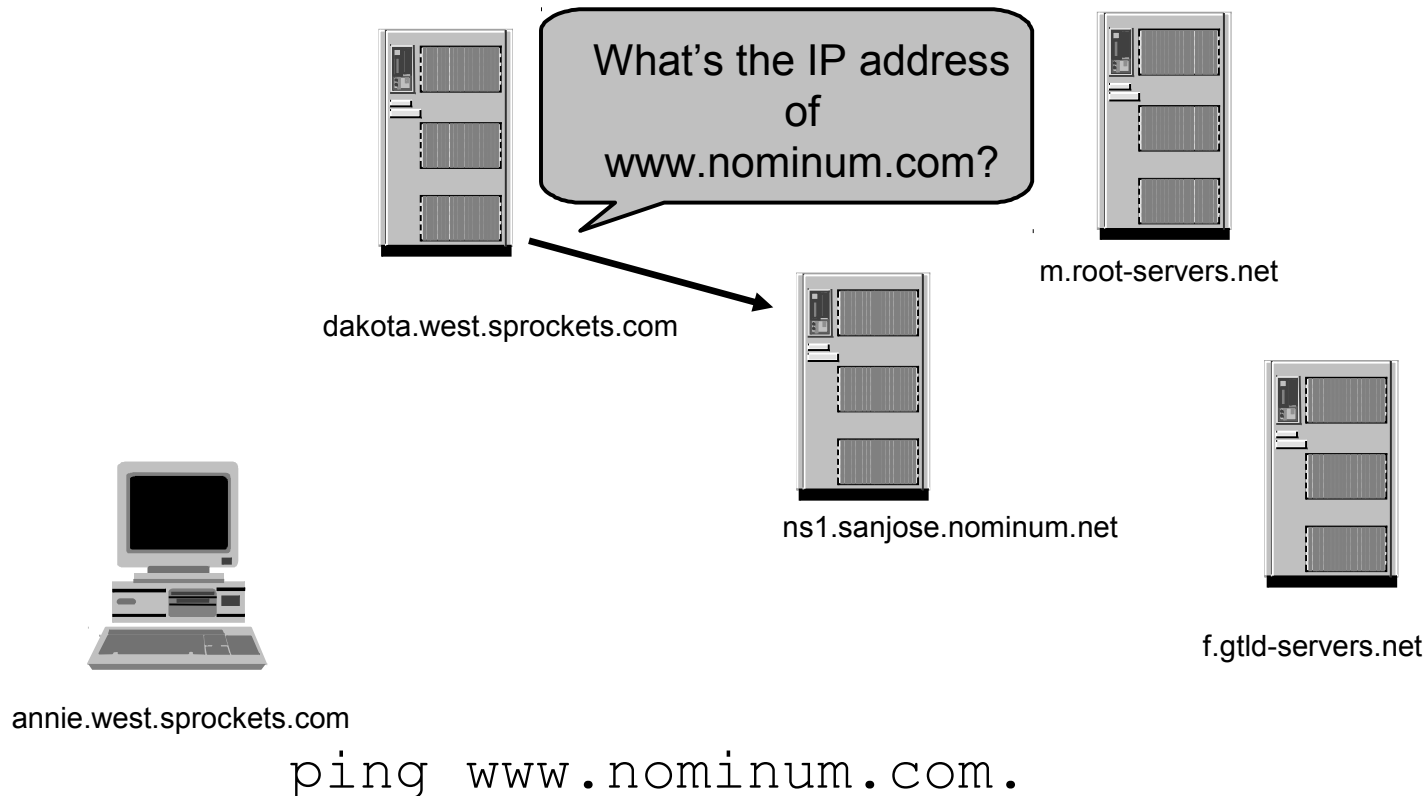 What’s the IP address
of
www.nominum.com?
m.root-servers.net
dakota.west.sprockets.com
ns1.sanjose.nominum.net
f.gtld-servers.net
annie.west.sprockets.com
ping www.nominum.com.